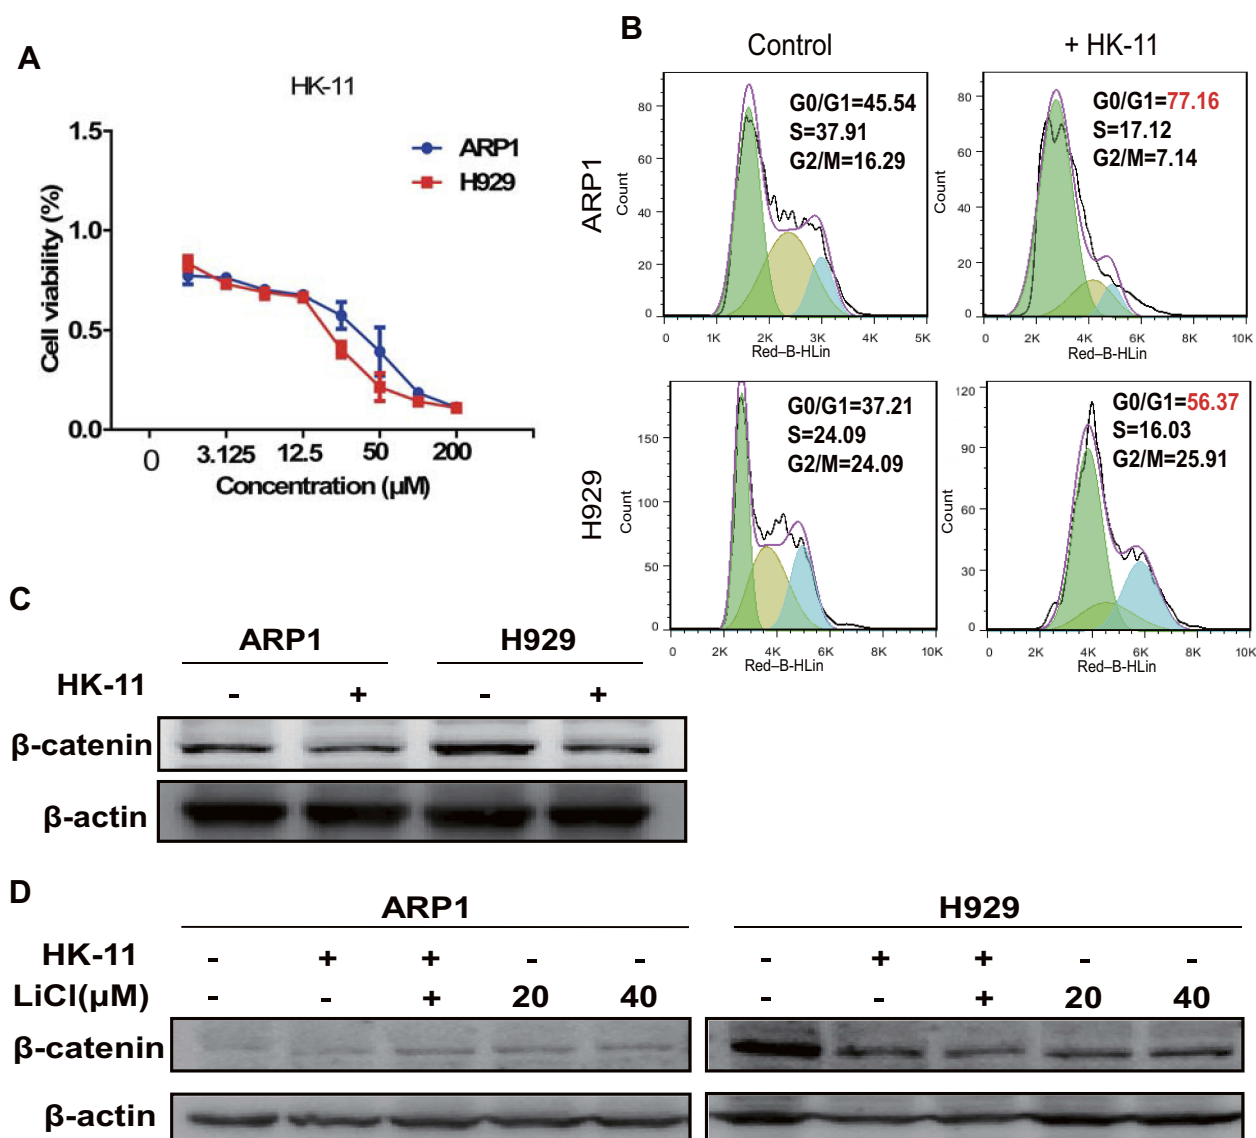 A
HK-11
1.5
1.0
0.5
0.0
Cell viability (%)
ARP1
H929
0 3.125 12.5 50 200
Concentration (μM)
B
Control + HK-11
ARP1
Count
80
60
40
20
0
G0/G1=45.54
S=37.91
G2/M=16.29
0 1K 2K 3K 4K 5K
Red–B-HLin
Count
80
60
40
20
0
G0/G1=77.16
S=17.12
G2/M=7.14
0 2K 4K 6K 8K 10K
Red–B-HLin
H929
Count
150
100
50
0
G0/G1=37.21
S=24.09
G2/M=24.09
0 2K 4K 6K 8K 10K
Red–B-HLin
Count
120
90
60
30
0
G0/G1=56.37
S=16.03
G2/M=25.91
0 2K 4K 6K 8K 10K
Red–B-HLin
C
ARP1 H929
HK-11 - + - +
β-catenin
β-actin
D
ARP1 H929
HK-11 - + + - - - + + - -
LiCl(μM) - - + 20 40 - - + 20 40
β-catenin
β-actin